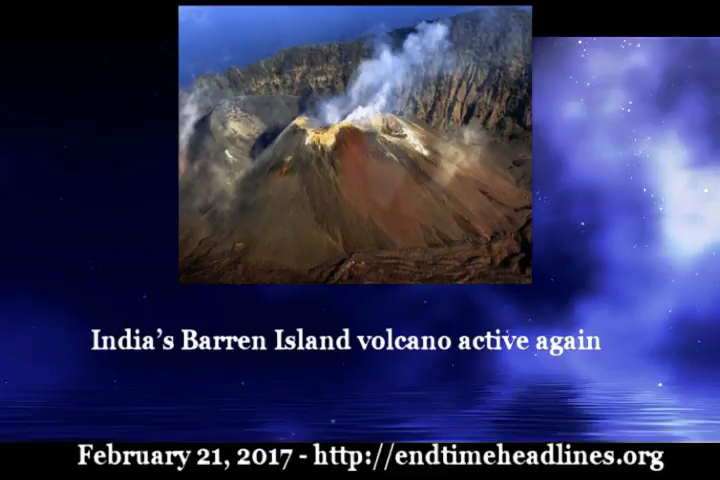 India’s Barren Island volcano active again
February 21, 2017 - http://endtimeheadlines.org